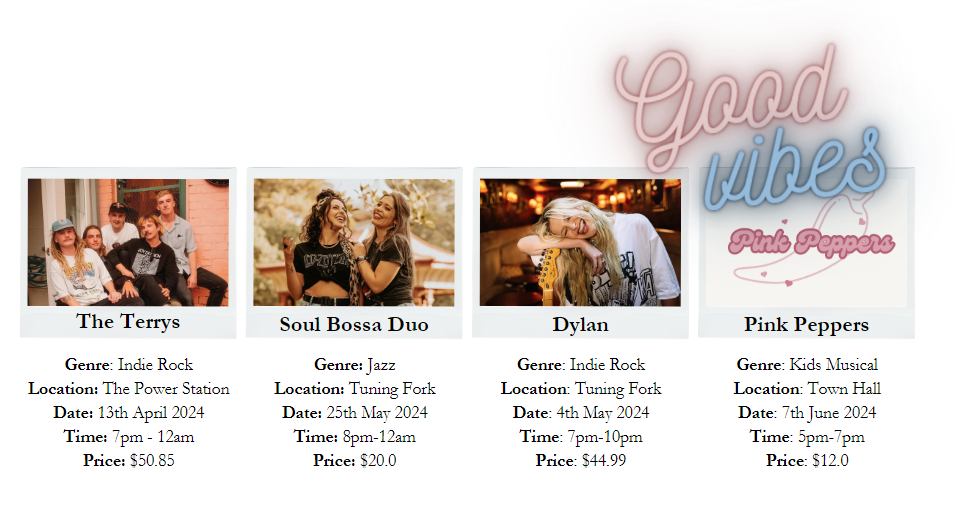 Good
vibes
Pink Peppers
The Terrys
Soul Bossa Duo
Dylan
Pink Peppers
Genre: Indie Rock
Location: The Power Station
Date: 13th April 2024
Time: 7pm - 12am
Price: $50.85
Genre: Jazz
Location: Tuning Fork
Date: 25th May 2024
Time: 8pm-12am
Price: $20.0
Genre: Indie Rock
Location: Tuning Fork
Date: 4th May 2024
Time: 7pm-10pm
Price: $44.99
Genre: Kids Musical
Location: Town Hall
Date: 7th June 2024
Time: 5pm-7pm
Price: $12.0